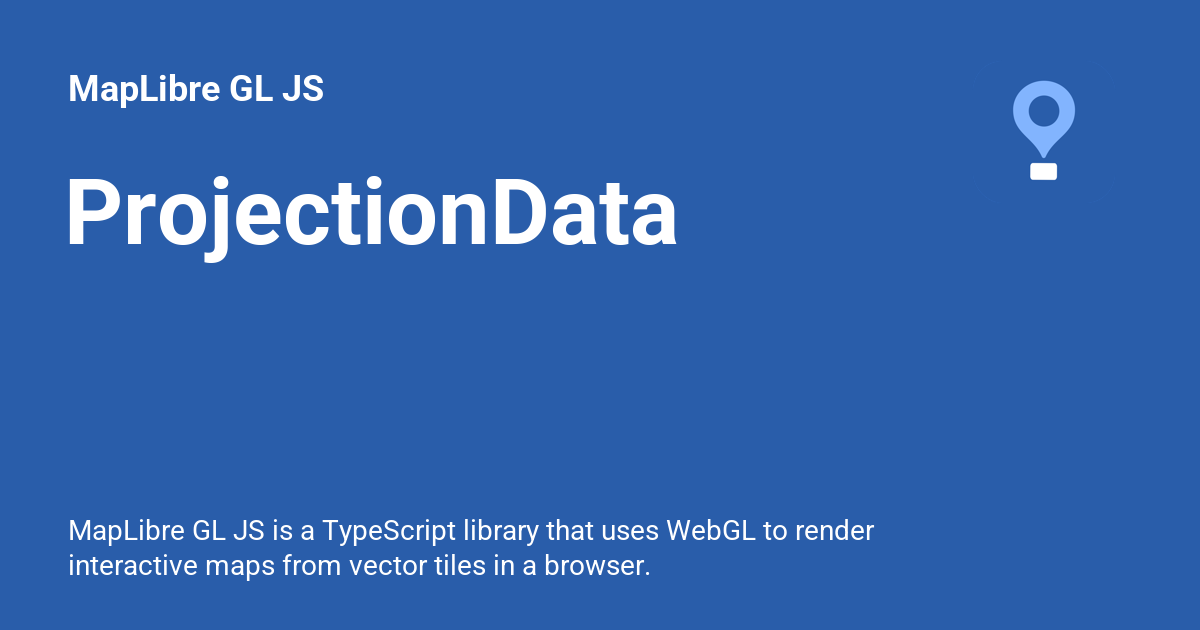 MapLibre GL JS
ProjectionData
MapLibre GL JS is a TypeScript library that uses WebGL to render
interactive maps from vector tiles in a browser.